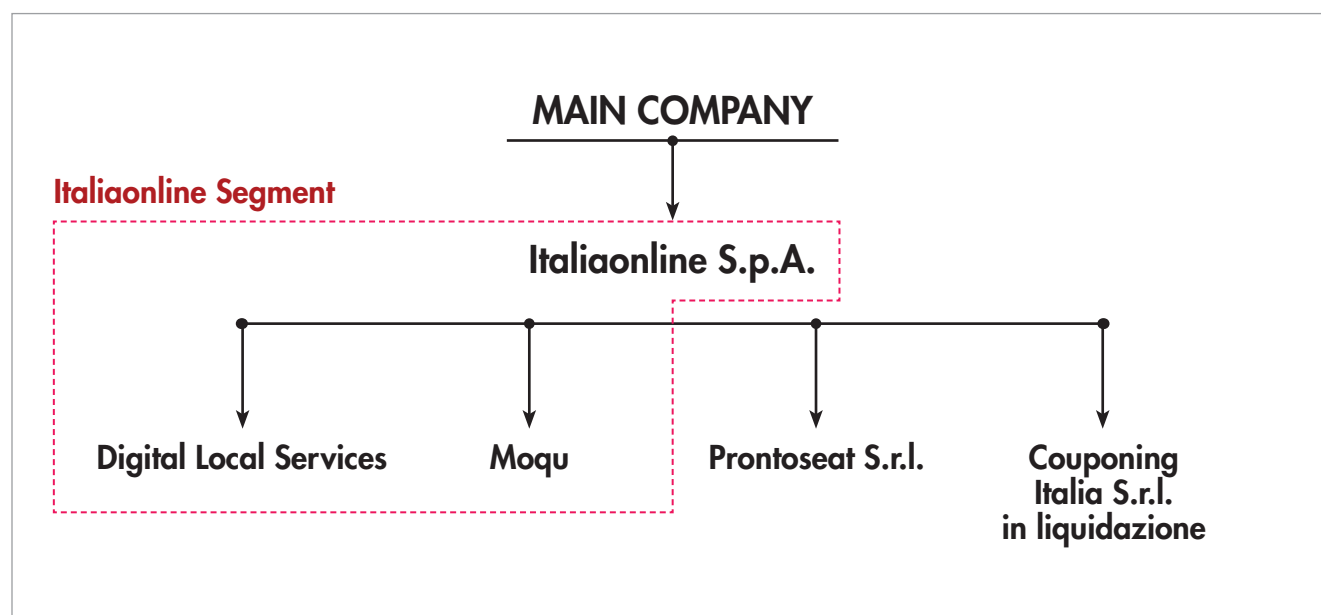 MAIN COMPANY
Italiaonline Segment
Italiaonline S.p.A.
Digital Local Services
Moqu
Prontoseat S.r.l.
Couponing
Italia S.r.l.
in liquidazione